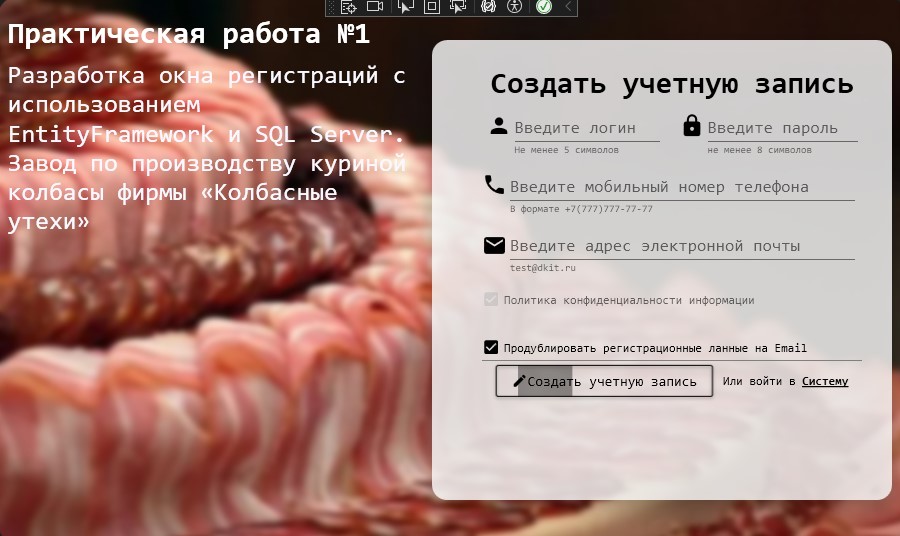 Практическая работа №1
Разработка окна регистраций с
использованием
EntityFramework и SQL Server.
Завод по производству куриной
колбасы фирмы «Колбасные
утехи»
Создать учетную запись
Введите логин
Введите пароль
Не менее 5 символов
не менее 8 символов
Введите мобильный номер телефона
В формате +7(777)777-77-77
Введите адрес электронной почты
test@dkit.ru
Политика конфиденциальности информации
Продублировать регистрационные ланные на Email
Создать учетную запись
Или войти в Систему